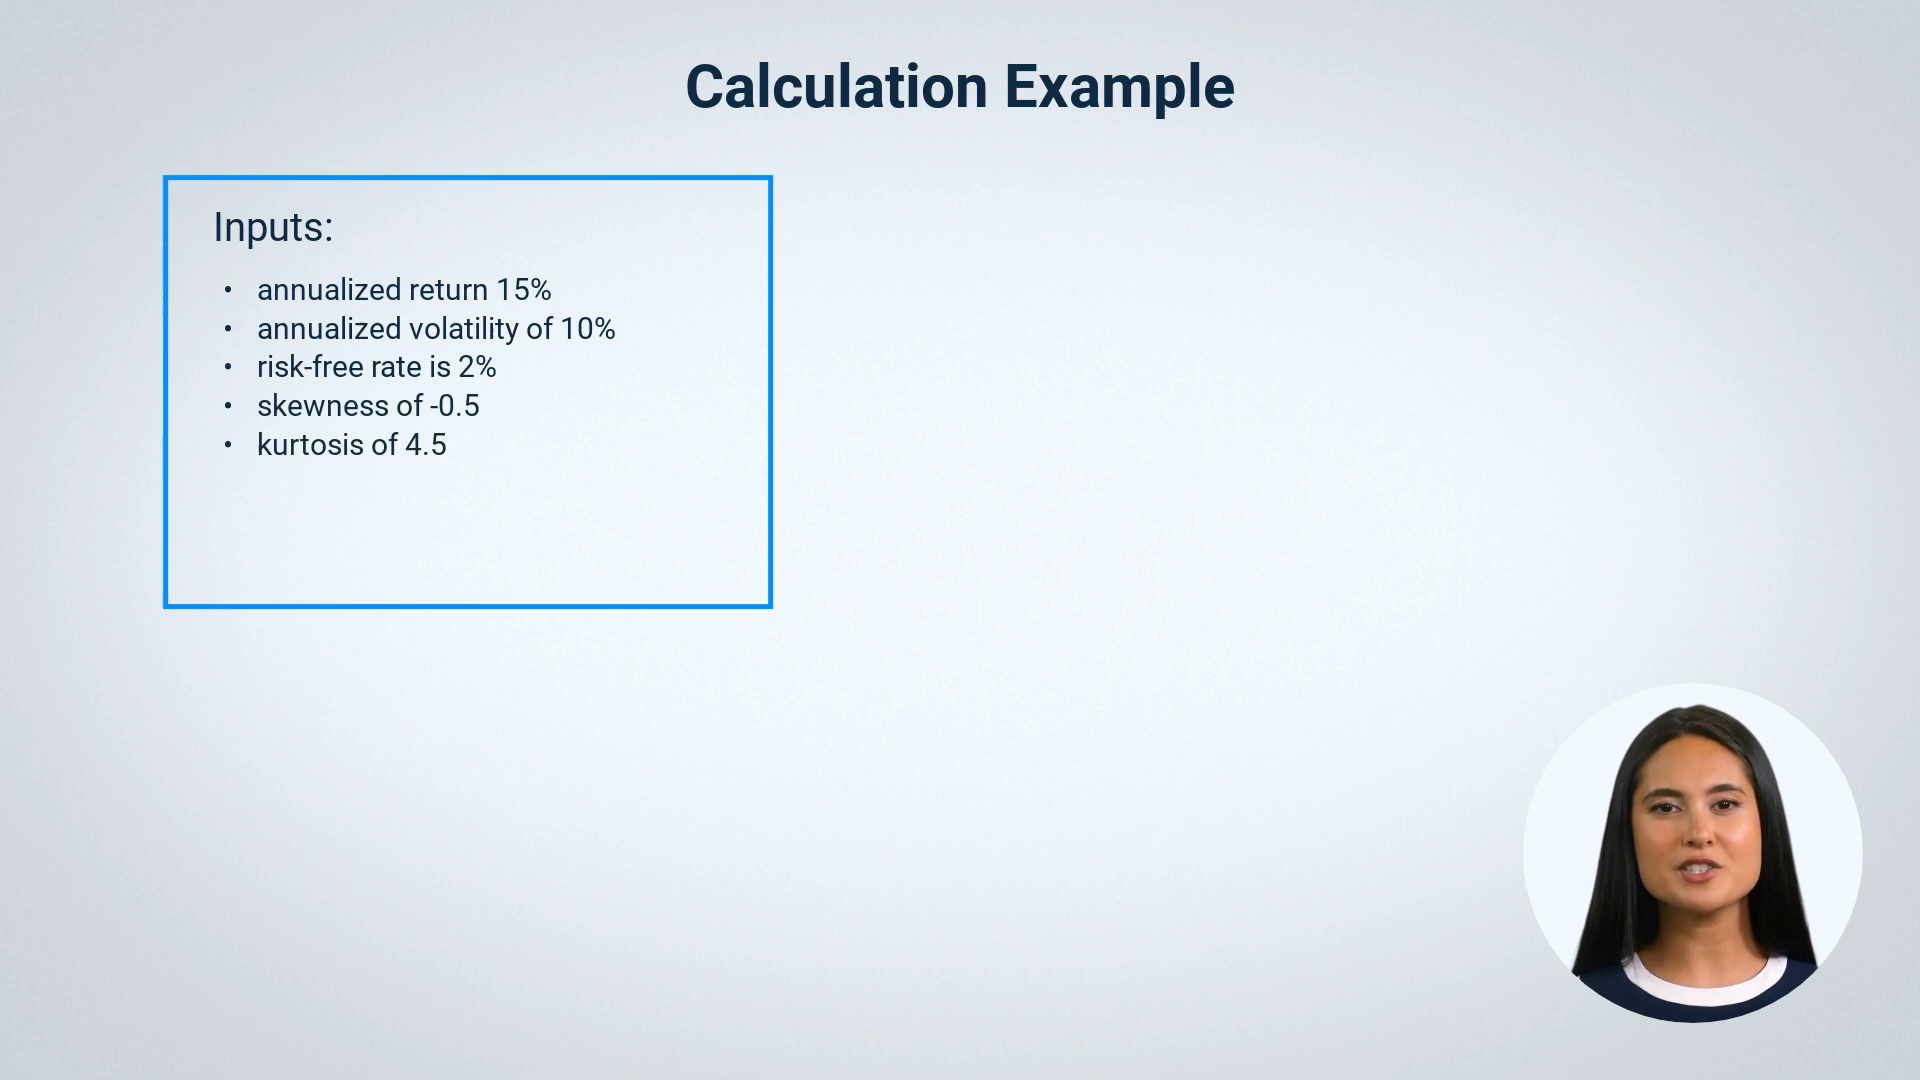 Calculation Example
Inputs:
• annualized return 15%
• annualized volatility of 10%
• risk-free rate is 2%
• skewness of -0.5
• kurtosis of 4.5